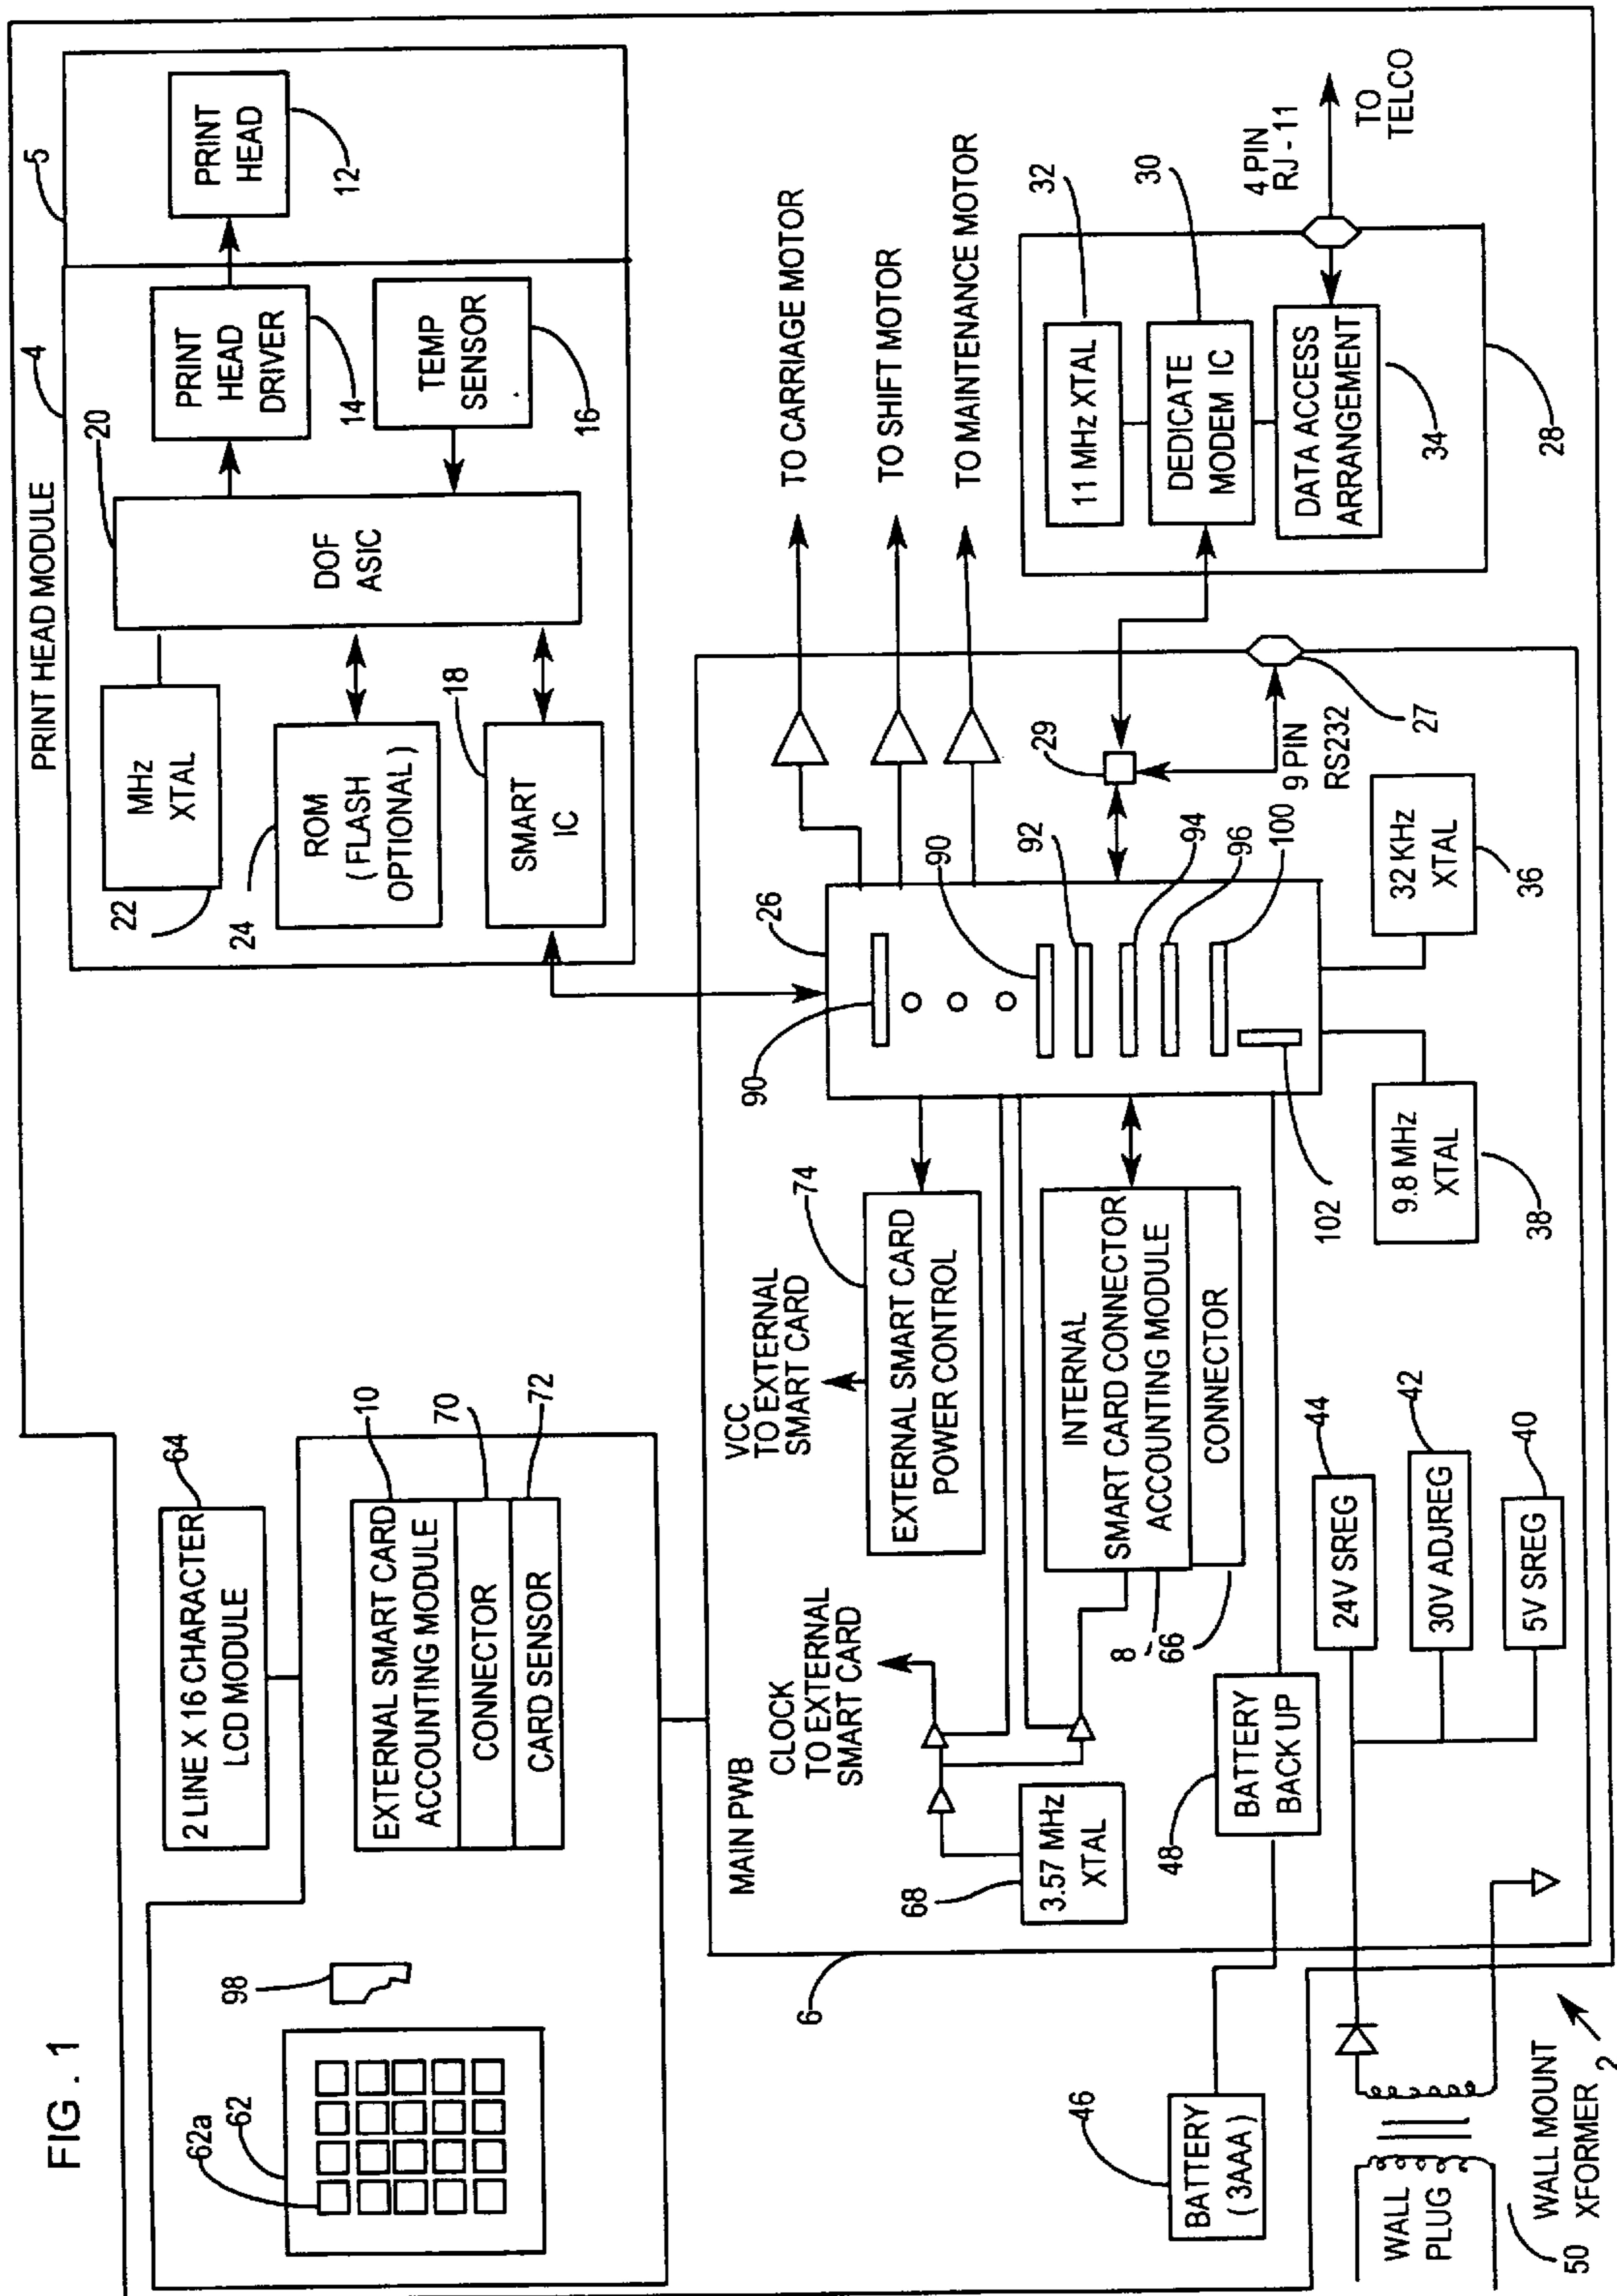 FIG. 1
62a
62
98
2 LINE X 16 CHARACTER
LCD MODULE
64
EXTERNAL SMART CARD
ACCOUNTING MODULE
10
CONNECTOR
70
CARD SENSOR
72
PRINT HEAD MODULE
4
5
22
MHz
XTAL
24
ROM
(FLASH
OPTIONAL)
18
SMART
IC
20
DOF
ASIC
PRINT
HEAD
DRIVER
14
TEMP
SENSOR
16
PRINT
HEAD
12
6
MAIN PWB
CLOCK
TO EXTERNAL
SMART CARD
VCC
TO EXTERNAL
SMART CARD
74
EXTERNAL SMART CARD
POWER CONTROL
68
3.57 MHz
XTAL
INTERNAL
SMART CARD CONNECTOR
ACCOUNTING MODULE
CONNECTOR
8
66
26
90
90
92
94
96
100
102
TO CARRIAGE MOTOR
TO SHIFT MOTOR
TO MAINTENANCE MOTOR
29
9 PIN
RS232
27
32
11 MHz XTAL
30
DEDICATE
MODEM IC
DATA ACCESS
ARRANGEMENT
34
28
4 PIN
RJ - 11
TO
TELCO
46
BATTERY
(3AAA)
48
BATTERY
BACK UP
44
24V SREG
42
30V ADJREG
40
5V SREG
9.8 MHz
XTAL
38
32 KHz
XTAL
36
WALL
PLUG
50
WALL MOUNT
XFORMER
2